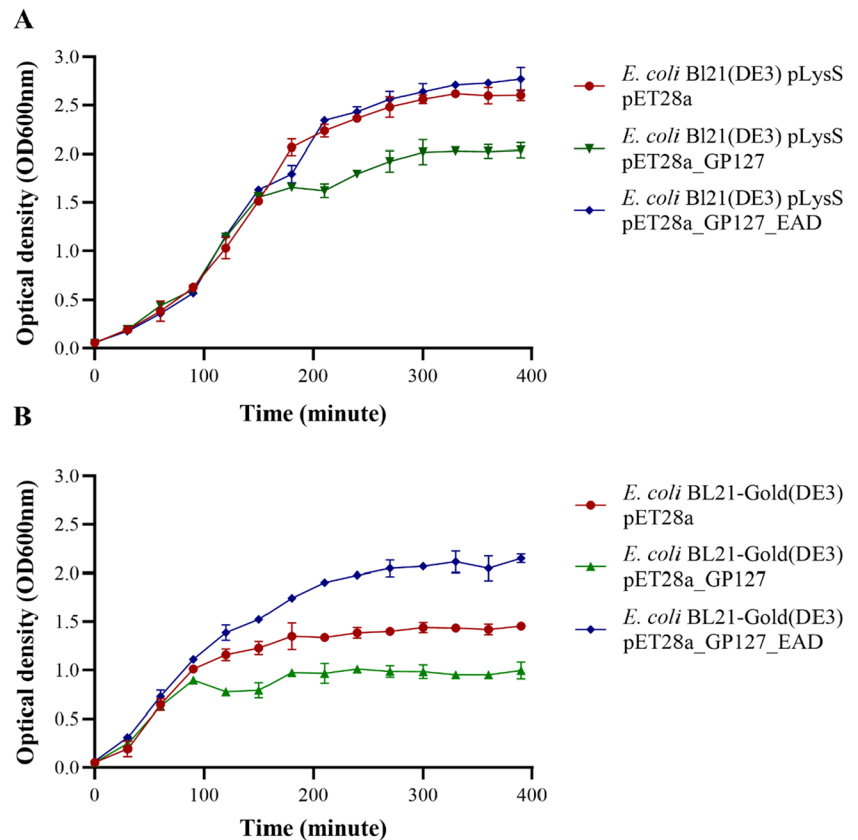 A
3.0
2.5
2.0
1.5
1.0
0.5
0.0
Optical density (OD600nm)
0
100
200
300
400
Time (minute)
E. coli Bl21(DE3) pLysS
pET28a
E. coli Bl21(DE3) pLysS
pET28a_GP127
E. coli Bl21(DE3) pLysS
pET28a_GP127_EAD
B
3.0
2.5
2.0
1.5
1.0
0.5
0.0
Optical density (OD600nm)
0
100
200
300
400
Time (minute)
E. coli BL21-Gold(DE3)
pET28a
E. coli BL21-Gold(DE3)
pET28a_GP127
E. coli BL21-Gold(DE3)
pET28a_GP127_EAD